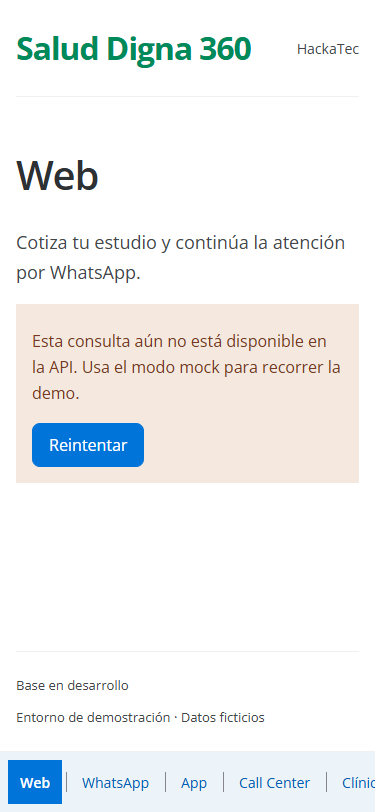 Salud Digna 360
HackaTec
Web
Cotiza tu estudio y continúa la atención
por WhatsApp.
Esta consulta aún no está disponible en
la API. Usa el modo mock para recorrer la
demo.
Reintentar
Base en desarrollo
Entorno de demostración · Datos ficticios
Web
WhatsApp
App
Call Center
Clínic